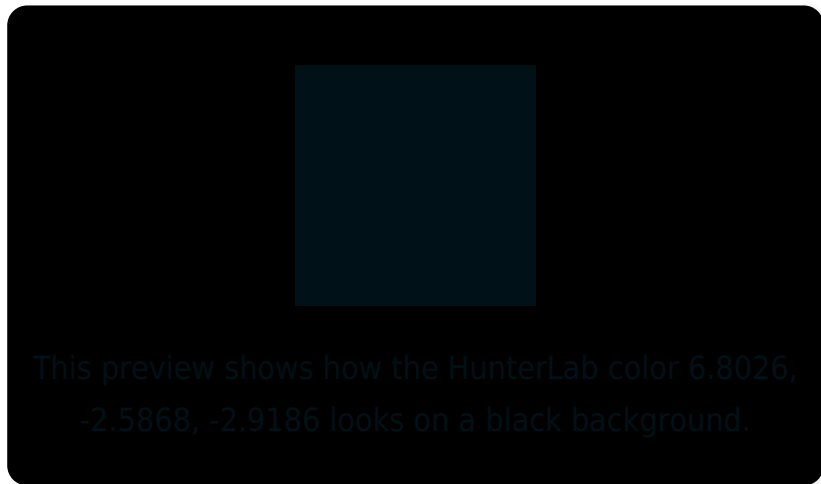 This preview shows how the HunterLab color 6.8026,
-2.5868, -2.9186 looks on a black background.